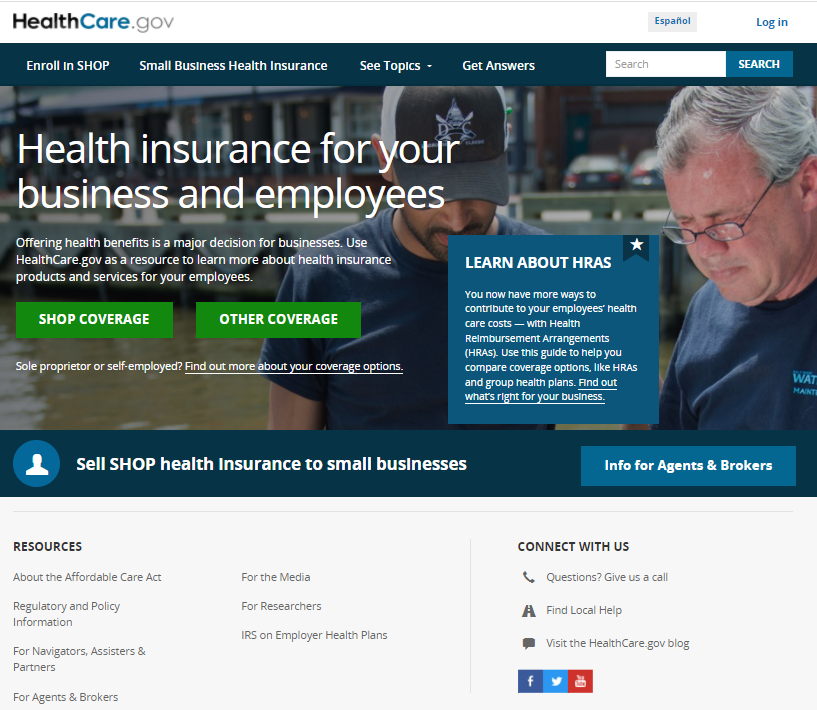 HealthCare.gov
Español
Log in
Enroll in SHOP
Small Business Health Insurance
See Topics
Get Answers
Search
SEARCH
Health insurance for your
business and employees
Offering health benefits is a major decision for businesses. Use
HealthCare.gov as a resource to learn more about health insurance
products and services for your employees.
SHOP COVERAGE
OTHER COVERAGE
Sole proprietor or self-employed? Find out more about your coverage options.
LEARN ABOUT HRAS
You now have more ways to
contribute to your employees’ health
care costs — with Health
Reimbursement Arrangements
(HRAs). Use this guide to help you
compare coverage options, like HRAs
and group health plans. Find out
what’s right for your business.
DC
WAT
MAINT
Sell SHOP health insurance to small businesses
Info for Agents & Brokers
RESOURCES
About the Affordable Care Act
Regulatory and Policy
Information
For Navigators, Assisters &
Partners
For Agents & Brokers
For the Media
For Researchers
IRS on Employer Health Plans
CONNECT WITH US
Questions? Give us a call
Find Local Help
Visit the HealthCare.gov blog